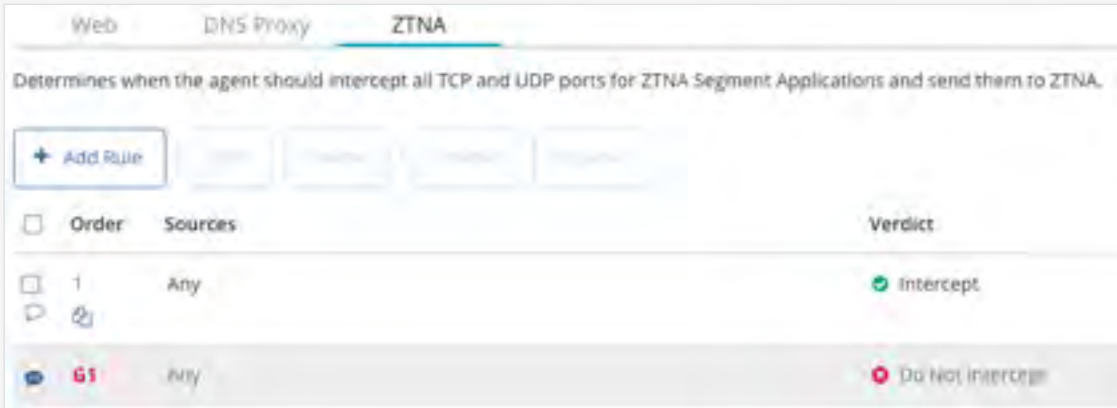 Web DNS Proxy ZTNA
Determines when the agent should intercept all TCP and UDP ports for ZTNA Segment Applications and send them to ZTNA.
+ Add Rule
Order Sources Verdict
1 Any Intercept
G1 Any Do Not Intercept